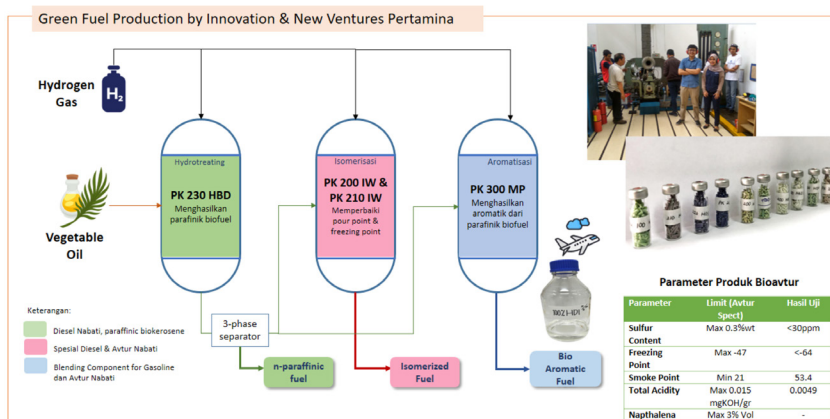 Green Fuel Production by Innovation & New Ventures Pertamina
Hydrogen
Gas
H₂
Vegetable
Oil
Hydrotreating
PK 230 HBD
Menghasilkan
parafinik biofuel
Isomerisasi
PK 200 IW &
PK 210 IW
Memperbaiki
pour point &
freezing point
Aromatisasi
PK 300 MP
Menghasilkan
aromatik dari
parafinik biofuel
Keterangan:
Diesel Nabati, paraffinic biokerosene
Spesial Diesel & Avtur Nabati
Blending Component for Gasoline
dan Avtur Nabati
3-phase
separator
n-paraffinic
fuel
Isomerized
Fuel
Bio
Aromatic
Fuel
Parameter Produk Bioavtur
Parameter Limit (Avtur Spect) Hasil Uji
Sulfur Content Max 0.3%wt <30ppm
Freezing Point Max -47 <-64
Smoke Point Min 21 53.4
Total Acidity Max 0.015 mgKOH/gr 0.0049
Napthalena Max 3% Vol -